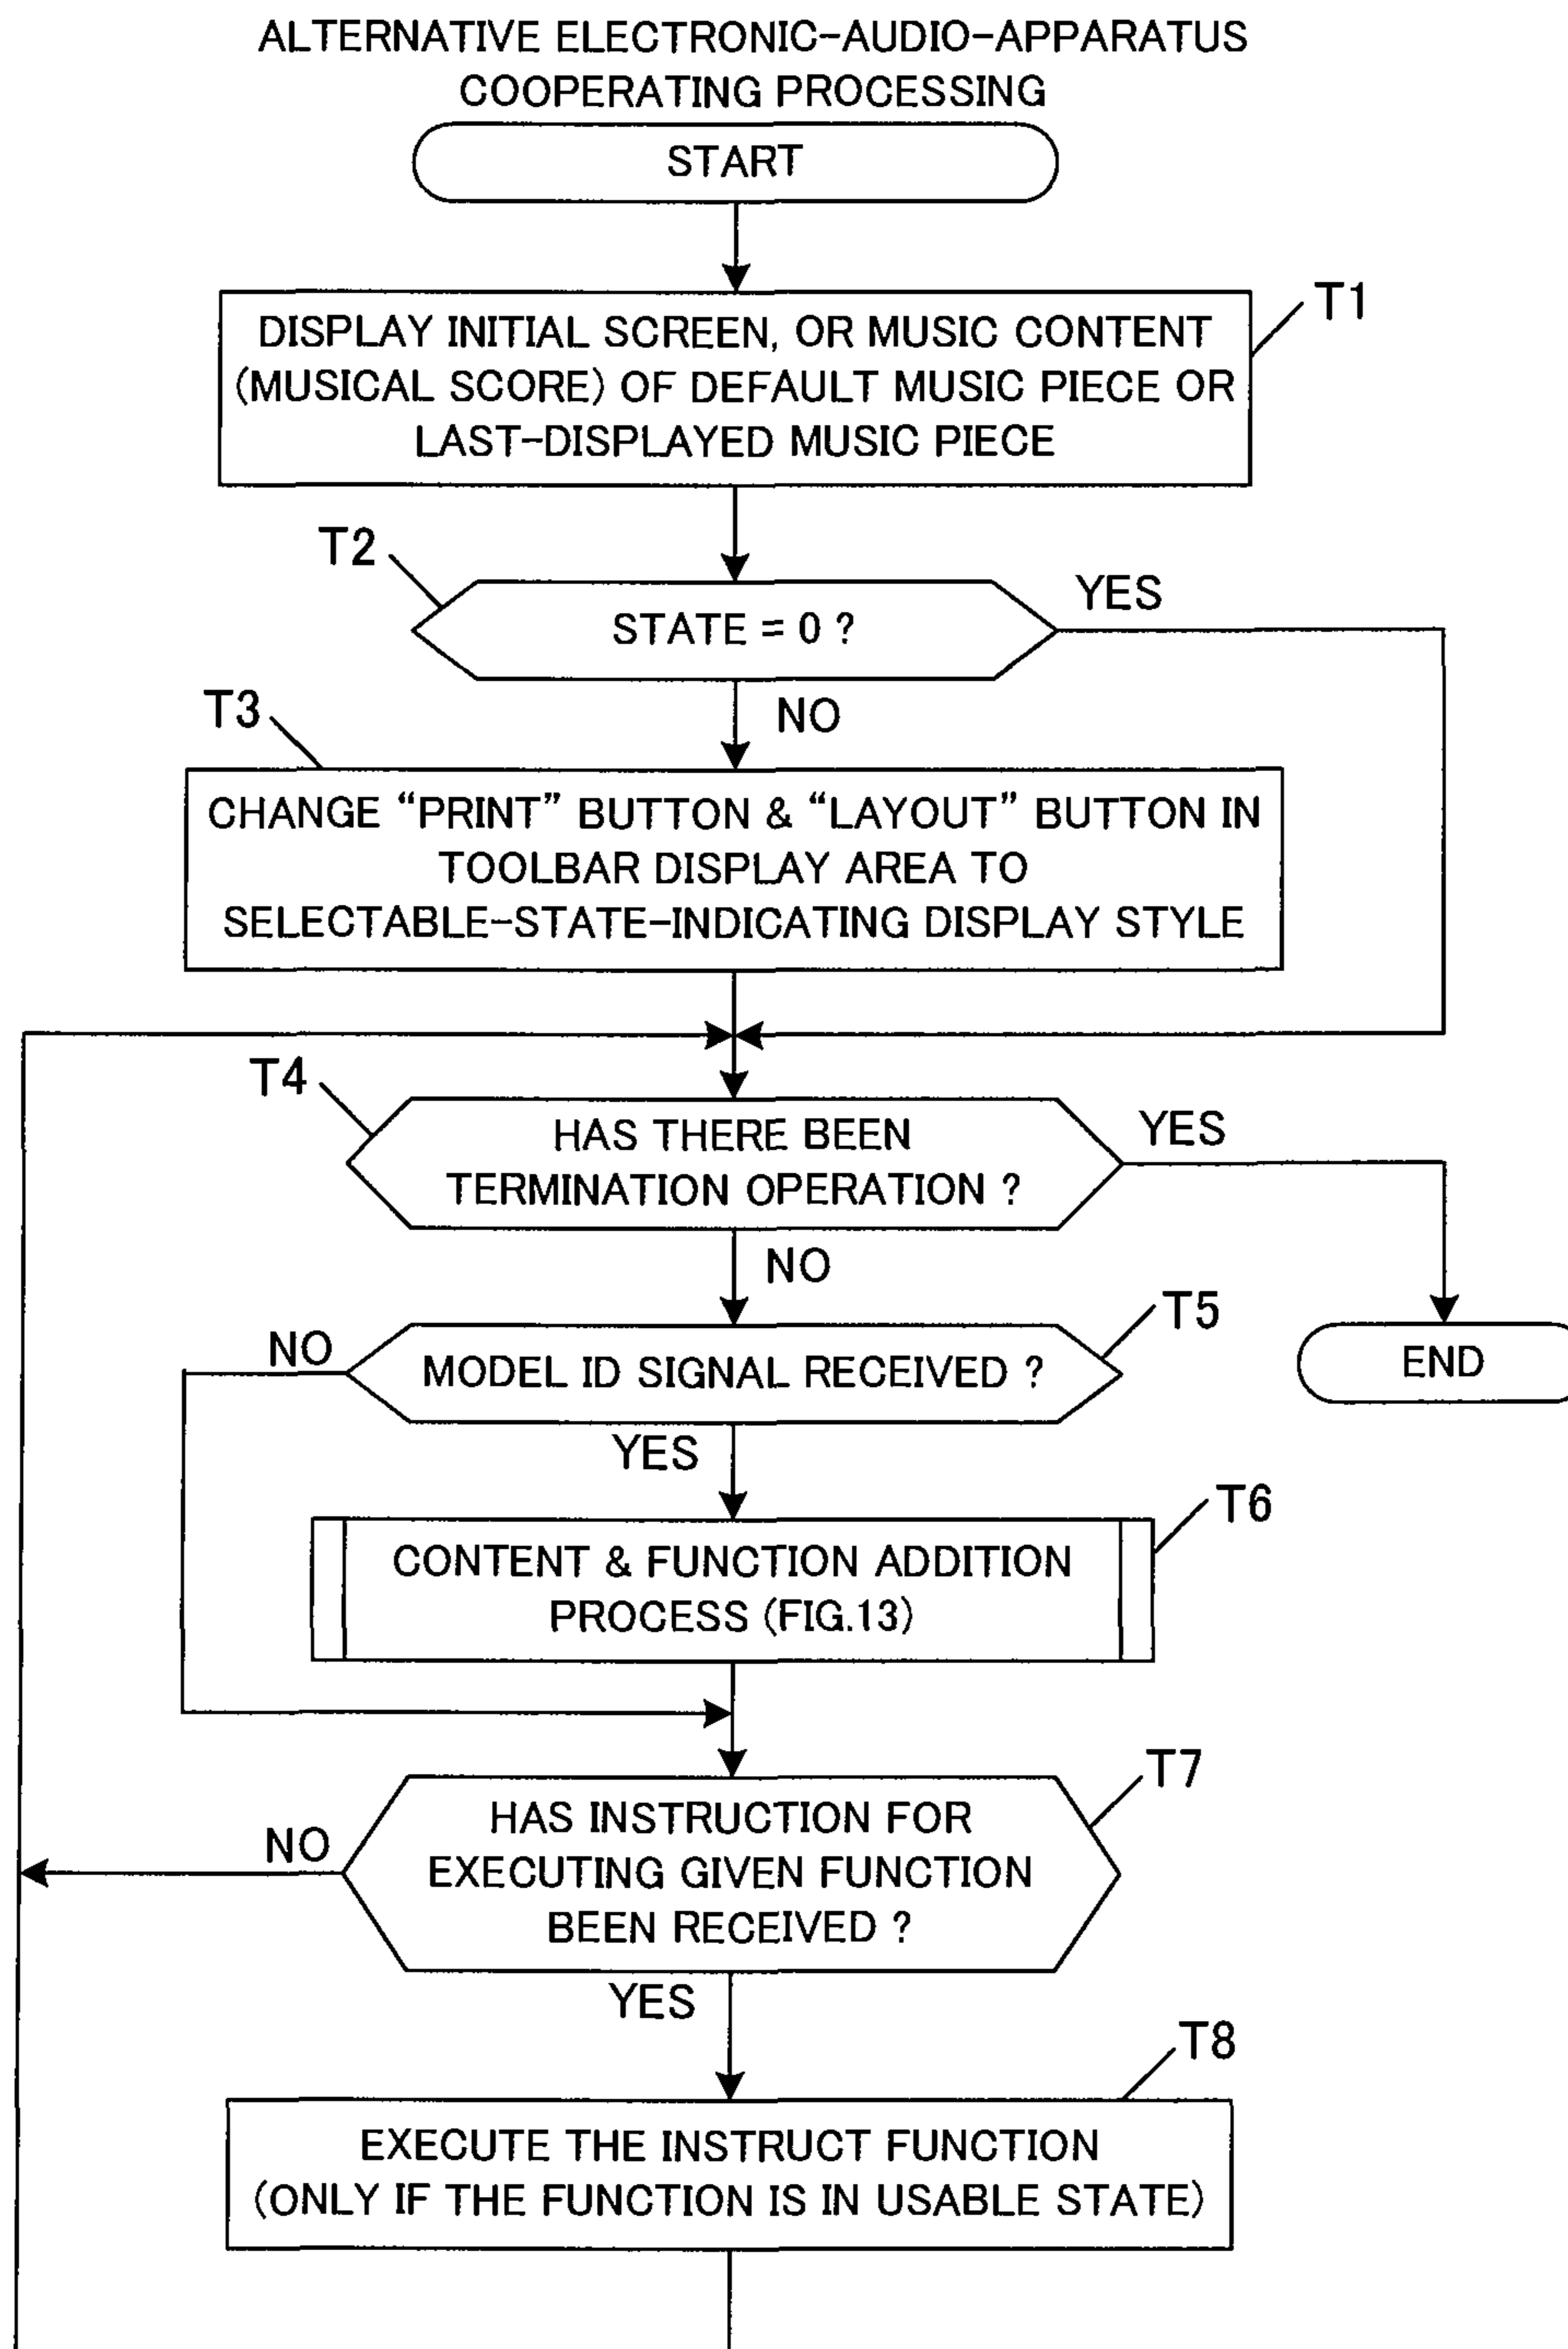 ALTERNATIVE ELECTRONIC-AUDIO-APPARATUS
COOPERATING PROCESSING
START
T1
DISPLAY INITIAL SCREEN, OR MUSIC CONTENT
(MUSICAL SCORE) OF DEFAULT MUSIC PIECE OR
LAST-DISPLAYED MUSIC PIECE
T2
YES
STATE = 0 ?
NO
T3
CHANGE “PRINT” BUTTON & “LAYOUT” BUTTON IN
TOOLBAR DISPLAY AREA TO
SELECTABLE-STATE-INDICATING DISPLAY STYLE
T4
HAS THERE BEEN
TERMINATION OPERATION ?
YES
NO
END
T5
NO
MODEL ID SIGNAL RECEIVED ?
YES
T6
CONTENT & FUNCTION ADDITION
PROCESS (FIG.13)
T7
HAS INSTRUCTION FOR
EXECUTING GIVEN FUNCTION
BEEN RECEIVED ?
NO
YES
T8
EXECUTE THE INSTRUCT FUNCTION
(ONLY IF THE FUNCTION IS IN USABLE STATE)